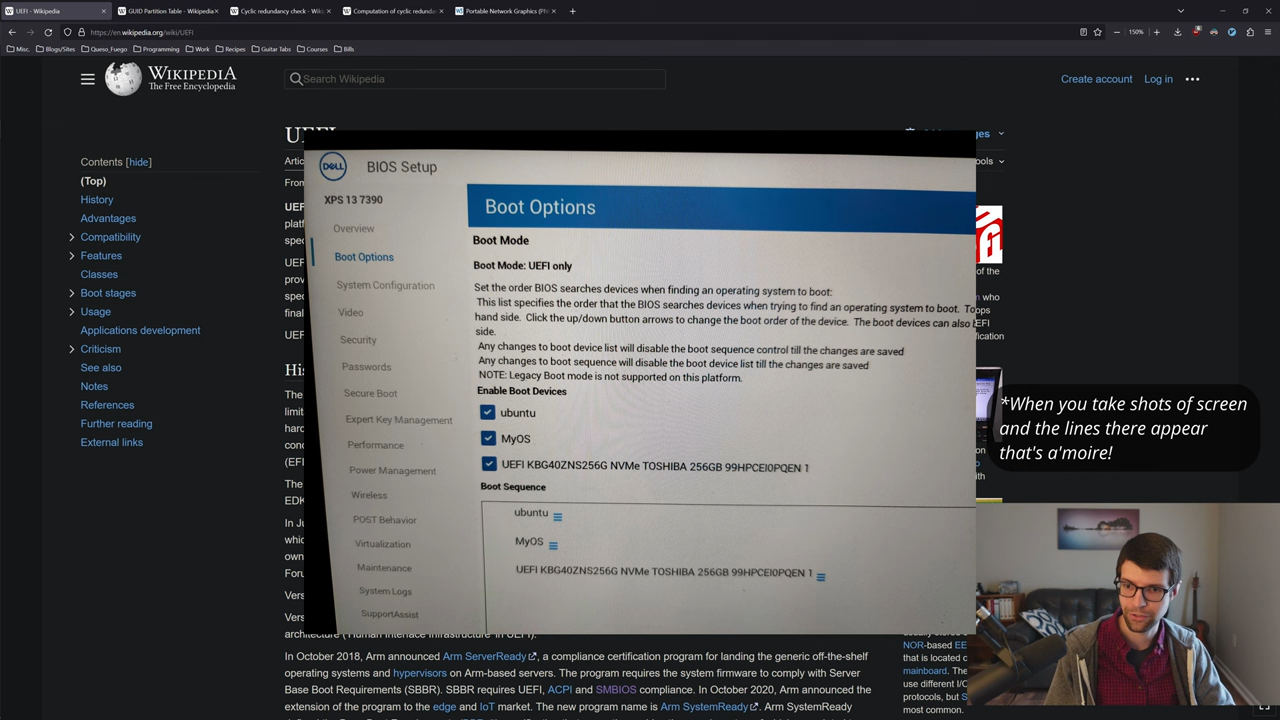 UEFI - Wikipedia
GUID Partition Table - Wikipedia
Cyclic redundancy check - Wiki
Computation of cyclic redundan
Portable Network Graphics (PN
https://en.wikipedia.org/wiki/UEFI
150%
Misc.
Blogs/Sites
Queso_Fuego
Programming
Work
Recipes
Guitar Tabs
Courses
Bills
WIKIPEDIA
The Free Encyclopedia
Search Wikipedia
Create account
Log in
Contents [hide]
(Top)
History
Advantages
Compatibility
Features
Classes
Boot stages
Usage
Applications development
Criticism
See also
Notes
References
Further reading
External links
DELL
BIOS Setup
XPS 13 7390
Overview
Boot Options
System Configuration
Video
Security
Passwords
Secure Boot
Expert Key Management
Performance
Power Management
Wireless
POST Behavior
Virtualization
Maintenance
System Logs
SupportAssist
Boot Options
Boot Mode
Boot Mode: UEFI only
Set the order BIOS searches devices when finding an operating system to boot:
This list specifies the order that the BIOS searches devices when trying to find an operating system to boot. To
hand side. Click the up/down button arrows to change the boot order of the device. The boot devices can also
side.
Any changes to boot device list will disable the boot sequence control till the changes are saved
Any changes to boot sequence will disable the boot device list till the changes are saved
NOTE: Legacy Boot mode is not supported on this platform.
Enable Boot Devices
ubuntu
MyOS
UEFI KBG40ZNS256G NVMe TOSHIBA 256GB 99HPCEI0PQEN 1
Boot Sequence
ubuntu
MyOS
UEFI KBG40ZNS256G NVMe TOSHIBA 256GB 99HPCEI0PQEN 1
*When you take shots of screen
and the lines there appear
that's a'moire!
In October 2018, Arm announced Arm ServerReady, a compliance certification program for landing the generic off-the-shelf
operating systems and hypervisors on Arm-based servers. The program requires the system firmware to comply with Server
Base Boot Requirements (SBBR). SBBR requires UEFI, ACPI and SMBIOS compliance. In October 2020, Arm announced the
extension of the program to the edge and IoT market. The new program name is Arm SystemReady. Arm SystemReady
NOR-based EE
that is located o
mainboard. There
use different I/O
protocols, but S
most common.